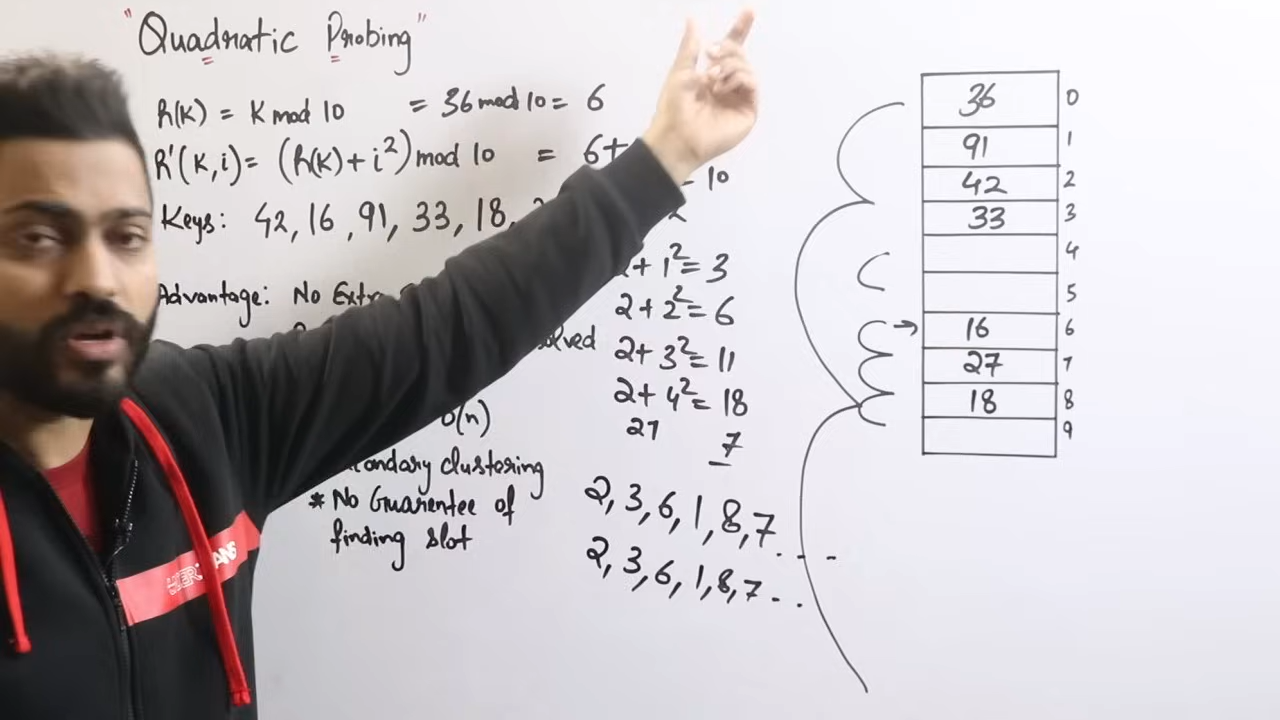 "Quadratic Probing"
h(k) = K mod 10 = 36 mod 10 = 6
h'(k,i) = (h(k) + i²) mod 10 = 6+
- 10
Keys: 42, 16, 91, 33, 18,
2
Advantage: No Extra
+ 1² = 3
2 + 2² = 6
solved
2 + 3² = 11
2 + 4² = 18
O(n)
27
7
clustering
* No Guarentee of
finding slot
2, 3, 6, 1, 8, 7 . - -
2, 3, 6, 1, 8, 7 - .
36 0
91 1
42 2
33 3
4
5
→ 16 6
27 7
18 8
9